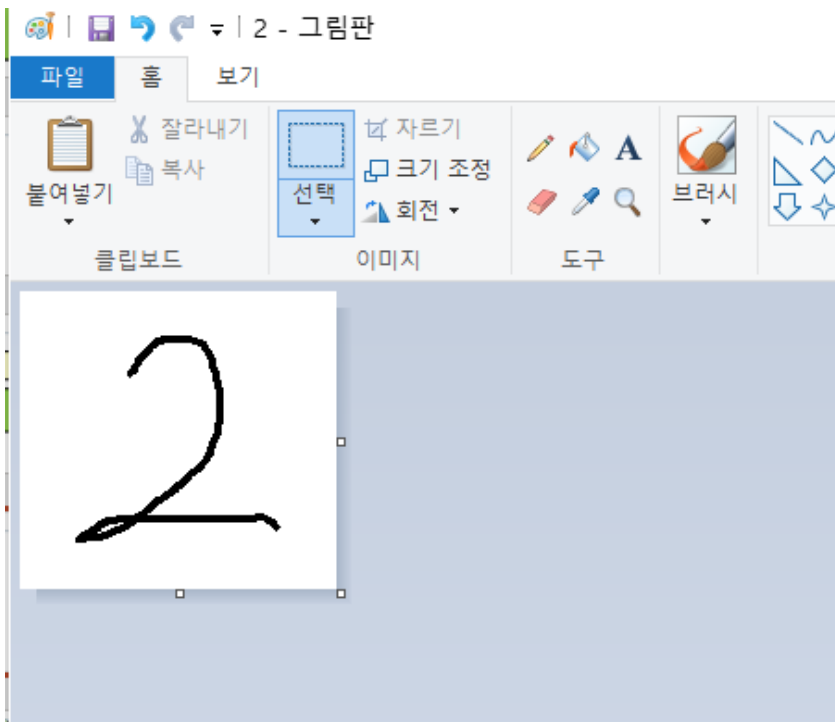 2 - 그림판
파일 홈 보기
붙여넣기
잘라내기
복사
클립보드
선택
자르기
크기 조정
회전
이미지
A
도구
브러시
2